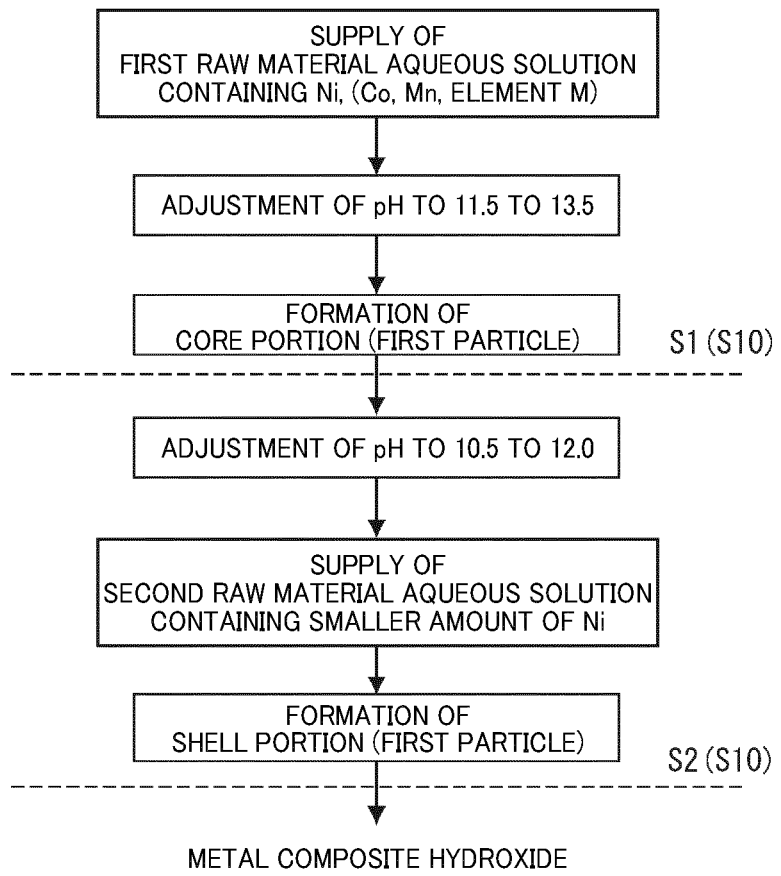 SUPPLY OF
FIRST RAW MATERIAL AQUEOUS SOLUTION
CONTAINING Ni, (Co, Mn, ELEMENT M)
ADJUSTMENT OF pH TO 11.5 TO 13.5
FORMATION OF
CORE PORTION (FIRST PARTICLE)
S1 (S10)
ADJUSTMENT OF pH TO 10.5 TO 12.0
SUPPLY OF
SECOND RAW MATERIAL AQUEOUS SOLUTION
CONTAINING SMALLER AMOUNT OF Ni
FORMATION OF
SHELL PORTION (FIRST PARTICLE)
S2 (S10)
METAL COMPOSITE HYDROXIDE